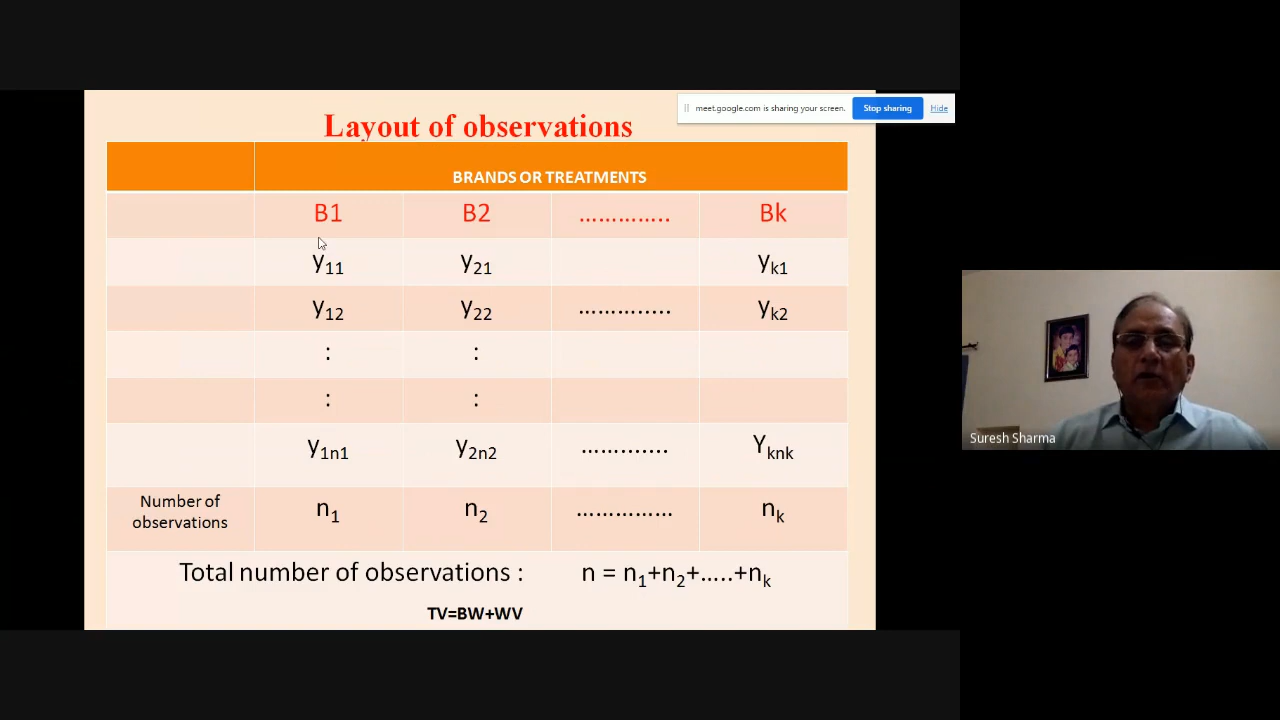 meet.google.com is sharing your screen.
Stop sharing
Hide
Layout of observations
BRANDS OR TREATMENTS
B1 B2 ………….. Bk
y11 y21 yk1
y12 y22 ………..... yk2
: :
: :
y1n1 y2n2 ………..... Yknk
Number of observations n1 n2 …………… nk
Total number of observations : n = n1+n2+…..+nk
TV=BW+WV
Suresh Sharma